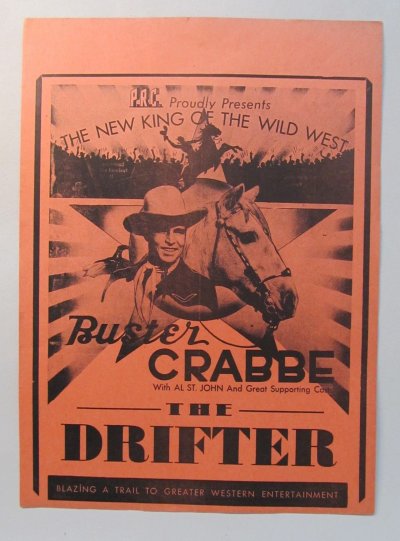 P.R.C. Proudly Presents
THE NEW KING OF THE WILD WEST
Buster
CRABBE
With AL ST. JOHN And Great Supporting Cast
THE
DRIFTER
BLAZING A TRAIL TO GREATER WESTERN ENTERTAINMENT